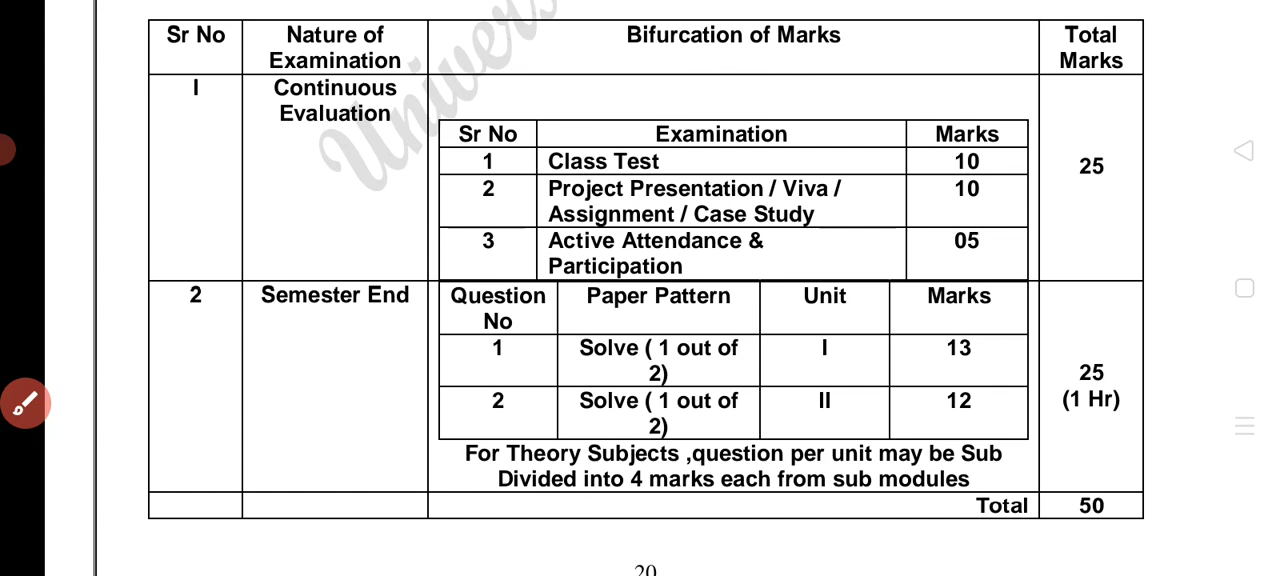 Sr No Nature of Examination Bifurcation of Marks Total Marks
I Continuous Evaluation
Sr No Examination Marks
1 Class Test 10
2 Project Presentation / Viva / Assignment / Case Study 10
3 Active Attendance & Participation 05
25
2 Semester End
Question No Paper Pattern Unit Marks
1 Solve ( 1 out of 2) I 13
2 Solve ( 1 out of 2) II 12
25
(1 Hr)
For Theory Subjects ,question per unit may be Sub
Divided into 4 marks each from sub modules
Total 50
20